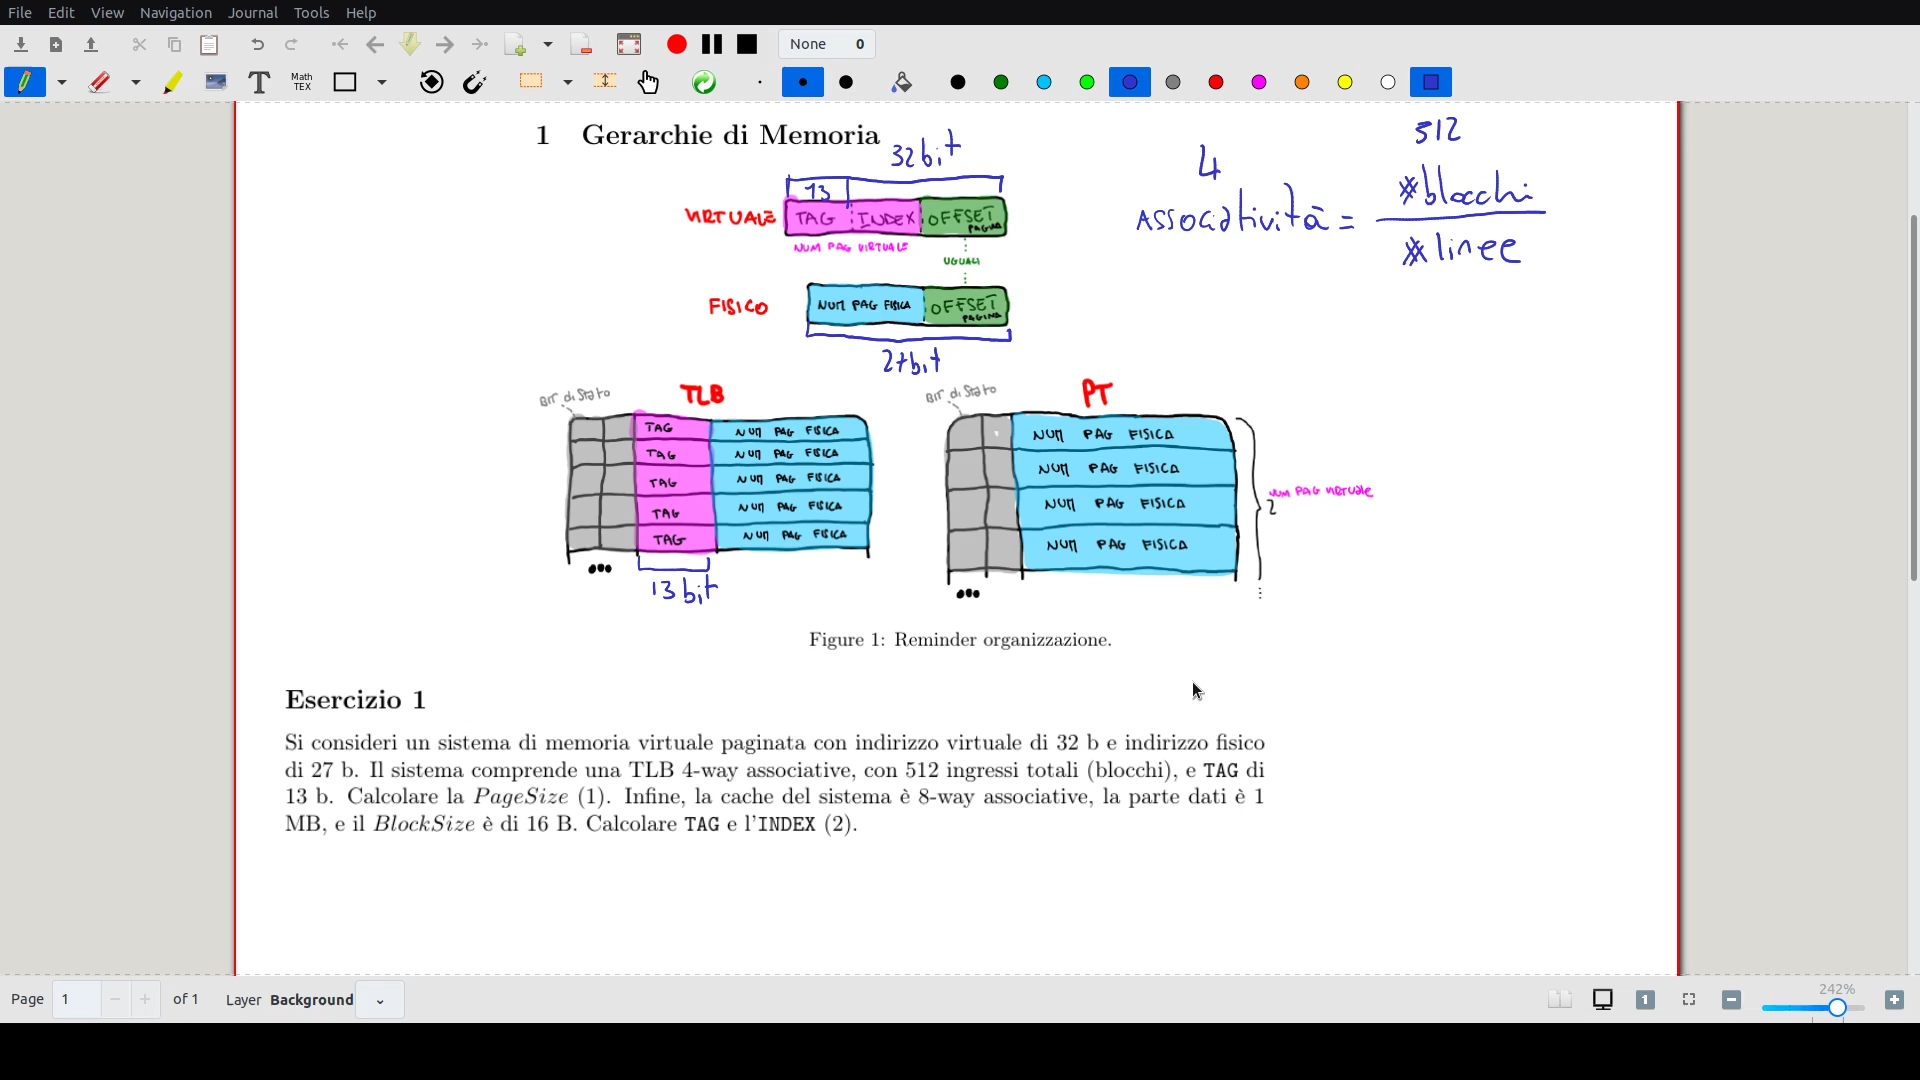 File Edit View Navigation Journal Tools Help
None 0
Math
TEX
1 Gerarchie di Memoria
32bit
13
VIRTUALE TAG INDEX OFFSET
PAGINA
NUM PAG VIRTUALE
UGUALI
FISICO NUM PAG FISICA OFFSET
PAGINA
27bit
512
4
Associatività = #blocchi
#linee
BIT di Stato TLB
TAG NUM PAG FISICA
TAG NUM PAG FISICA
TAG NUM PAG FISICA
TAG NUM PAG FISICA
TAG NUM PAG FISICA
...
13 bit
BIT di Stato PT
NUM PAG FISICA
NUM PAG FISICA
NUM PAG FISICA
NUM PAG FISICA
...
2 NUM PAG VIRTUALE
Figure 1: Reminder organizzazione.
Esercizio 1
Si consideri un sistema di memoria virtuale paginata con indirizzo virtuale di 32 b e indirizzo fisico
di 27 b. Il sistema comprende una TLB 4-way associative, con 512 ingressi totali (blocchi), e TAG di
13 b. Calcolare la PageSize (1). Infine, la cache del sistema è 8-way associative, la parte dati è 1
MB, e il BlockSize è di 16 B. Calcolare TAG e l'INDEX (2).
Page 1 of 1 Layer Background 1 242%